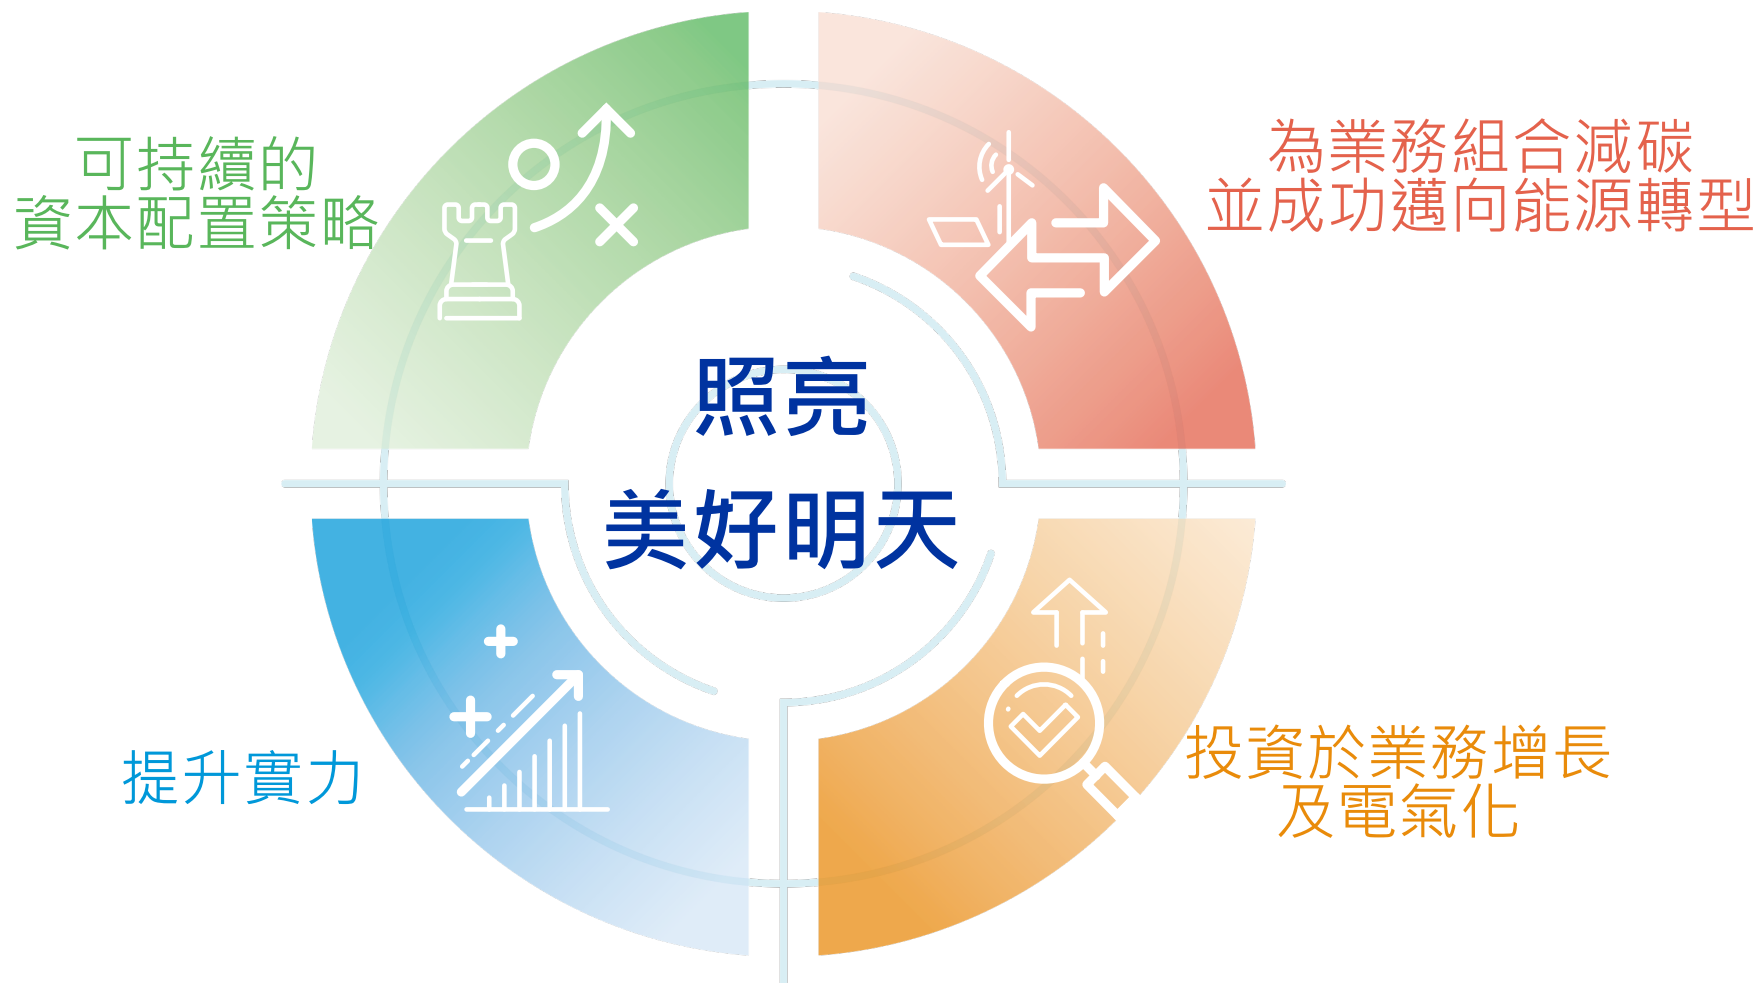 可持續的
資本配置策略
為業務組合減碳
並成功邁向能源轉型
照亮
美好明天
提升實力
投資於業務增長
及電氣化